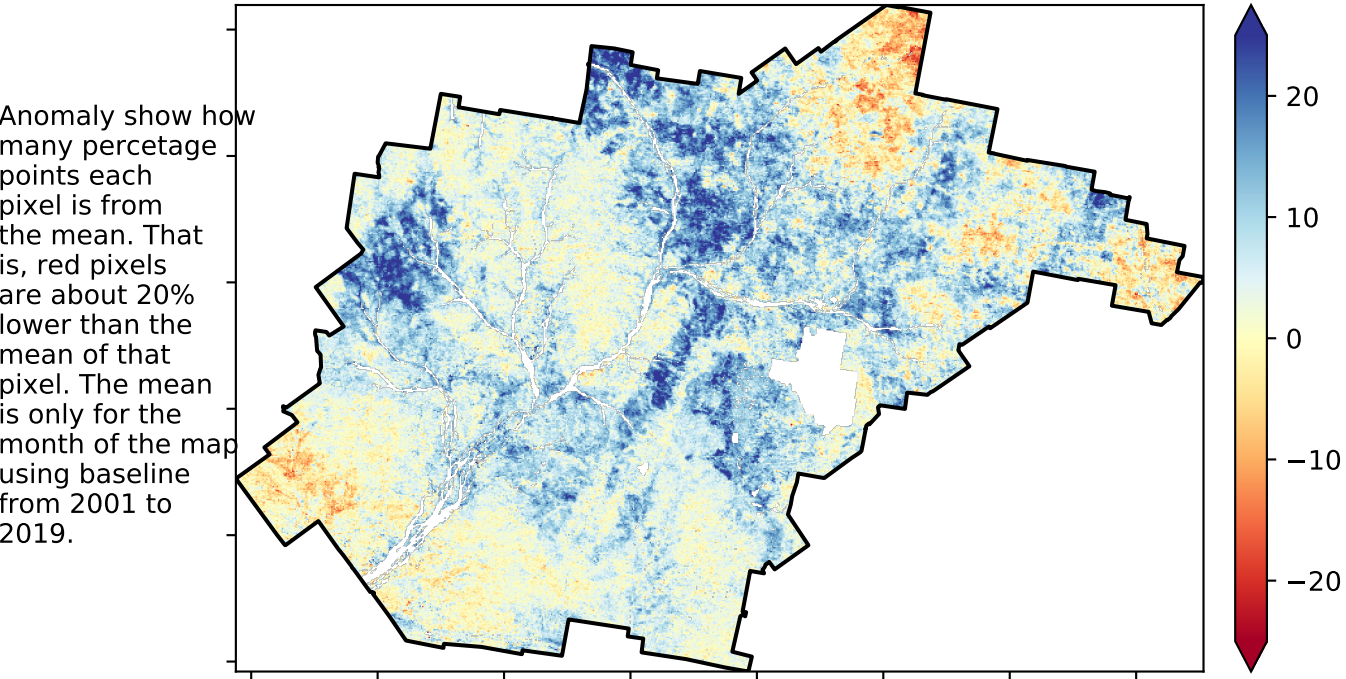 Anomaly show how
many percetage
points each
pixel is from
the mean. That
is, red pixels
are about 20%
lower than the
mean of that
pixel. The mean
is only for the
month of the map
using baseline
from 2001 to
2019.
20
10
0
−10
−20